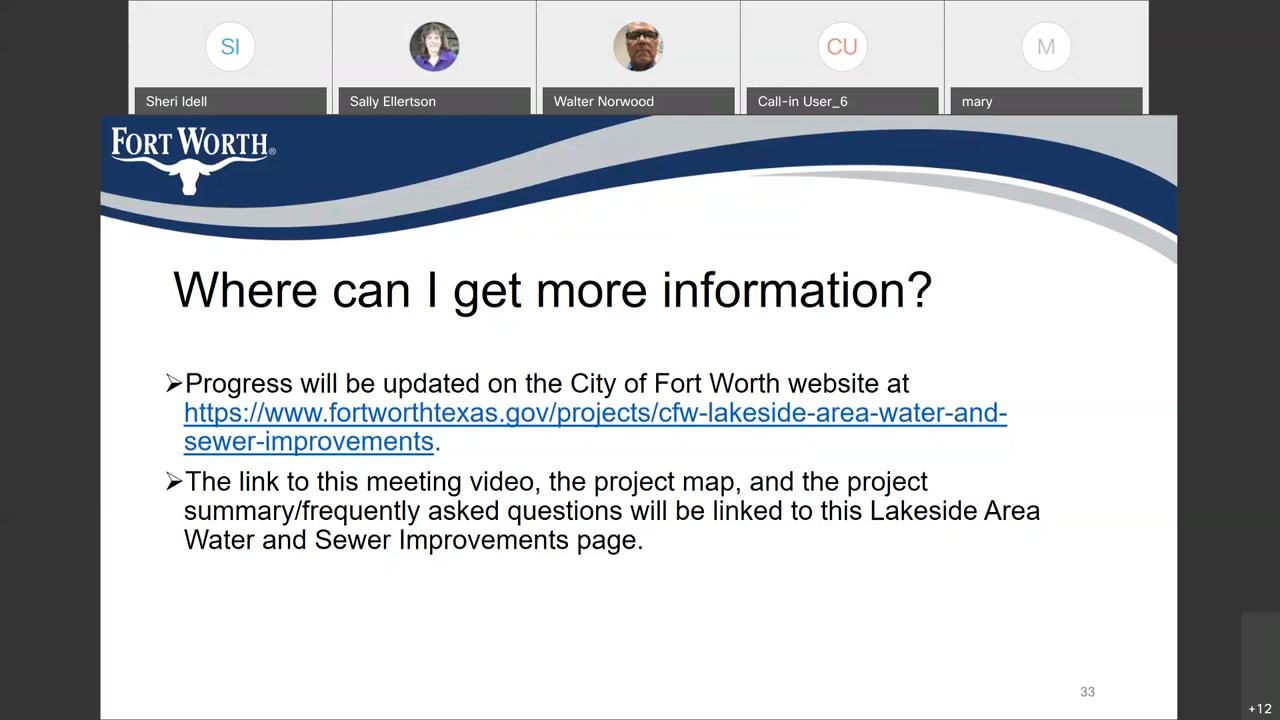 SI
CU
M
Sheri Idell
Sally Ellertson
Walter Norwood
Call-in User_6
mary
FORT WORTH®
Where can I get more information?
➢Progress will be updated on the City of Fort Worth website at
https://www.fortworthtexas.gov/projects/cfw-lakeside-area-water-and-
sewer-improvements.
➢The link to this meeting video, the project map, and the project
summary/frequently asked questions will be linked to this Lakeside Area
Water and Sewer Improvements page.
33
+12